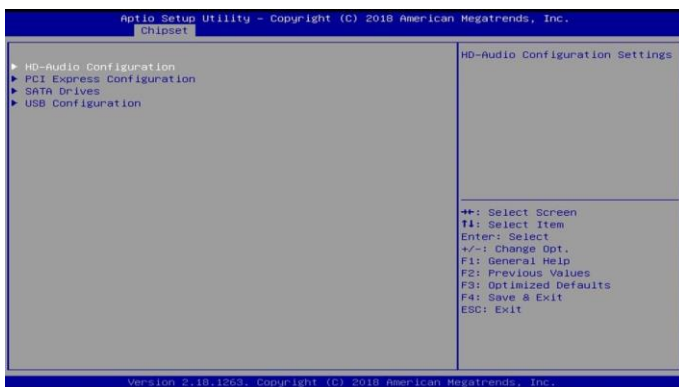 Aptio Setup Utility – Copyright (C) 2018 American Megatrends, Inc.
Chipset
▶ HD-Audio Configuration
▶ PCI Express Configuration
▶ SATA Drives
▶ USB Configuration
HD-Audio Configuration Settings
→←: Select Screen
↑↓: Select Item
Enter: Select
+/-: Change Opt.
F1: General Help
F2: Previous Values
F3: Optimized Defaults
F4: Save & Exit
ESC: Exit
Version 2.18.1263. Copyright (C) 2018 American Megatrends, Inc.